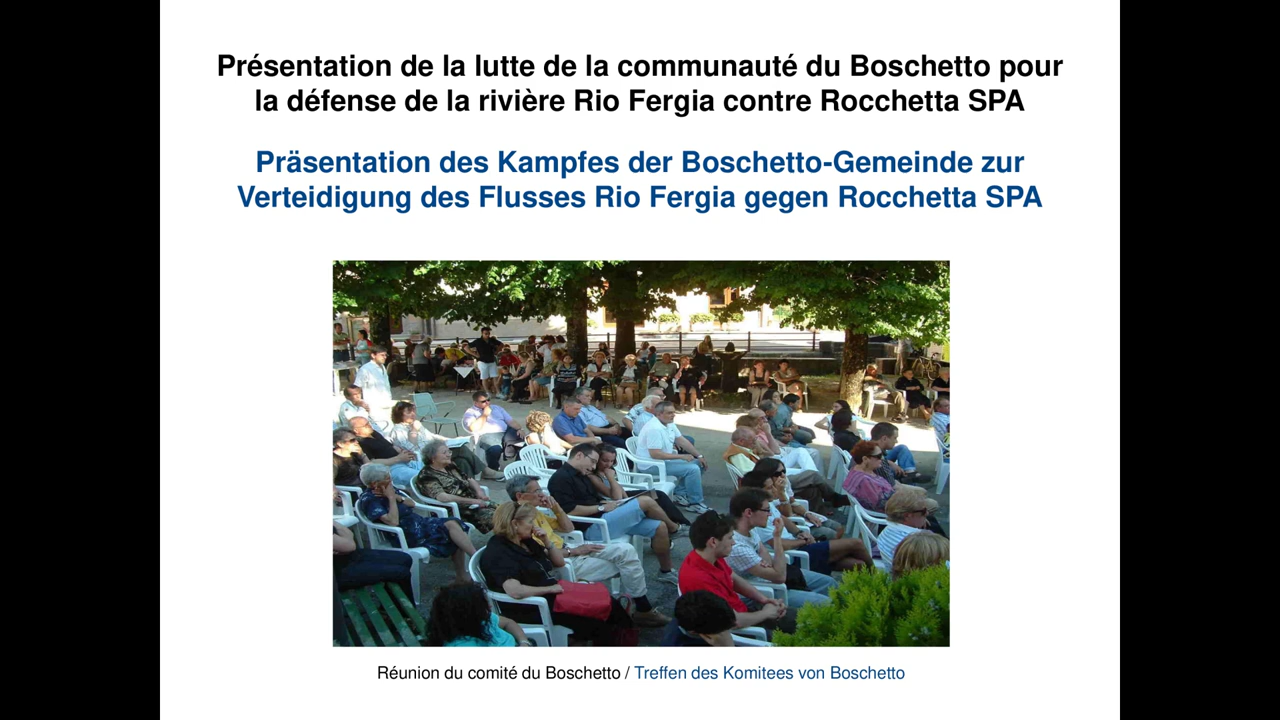 Présentation de la lutte de la communauté du Boschetto pour
la défense de la rivière Rio Fergia contre Rocchetta SPA
Präsentation des Kampfes der Boschetto-Gemeinde zur
Verteidigung des Flusses Rio Fergia gegen Rocchetta SPA
Réunion du comité du Boschetto / Treffen des Komitees von Boschetto